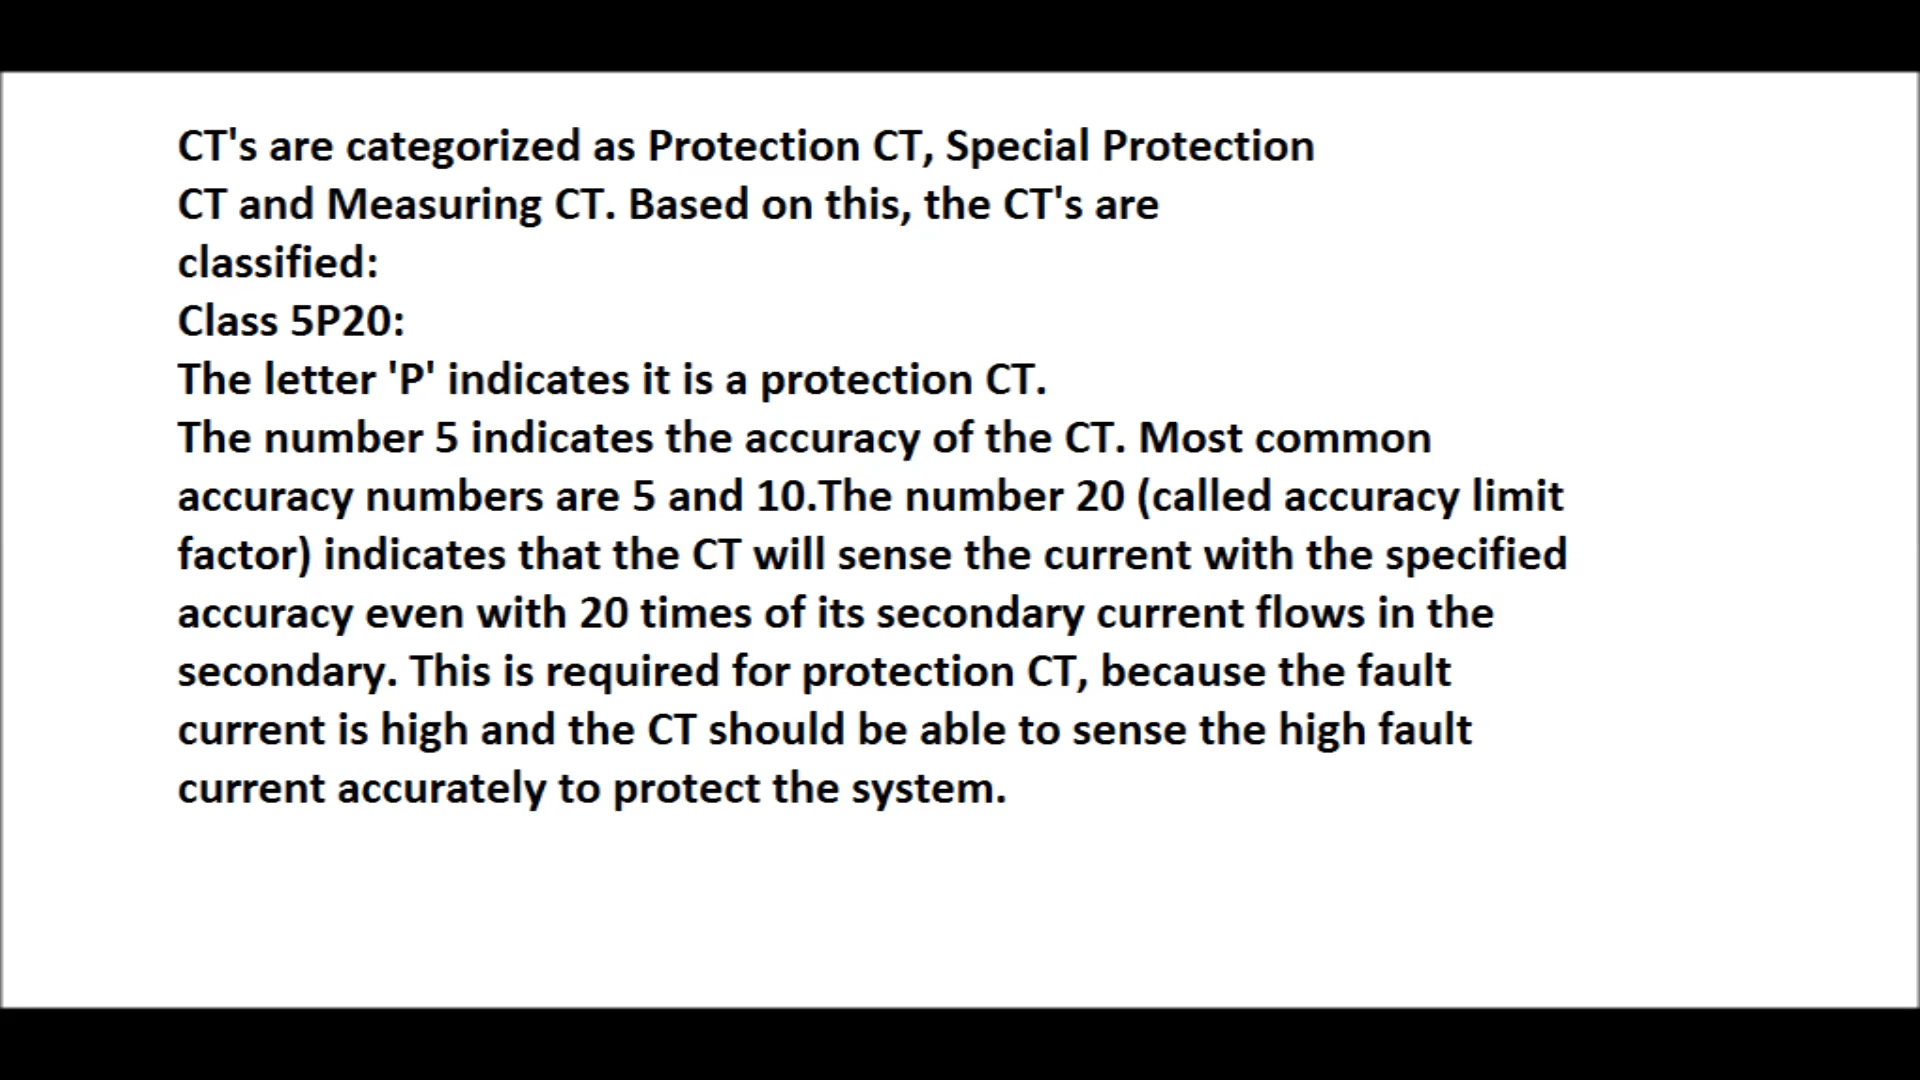 CT's are categorized as Protection CT, Special Protection
CT and Measuring CT. Based on this, the CT's are
classified:
Class 5P20:
The letter 'P' indicates it is a protection CT.
The number 5 indicates the accuracy of the CT. Most common
accuracy numbers are 5 and 10.The number 20 (called accuracy limit
factor) indicates that the CT will sense the current with the specified
accuracy even with 20 times of its secondary current flows in the
secondary. This is required for protection CT, because the fault
current is high and the CT should be able to sense the high fault
current accurately to protect the system.